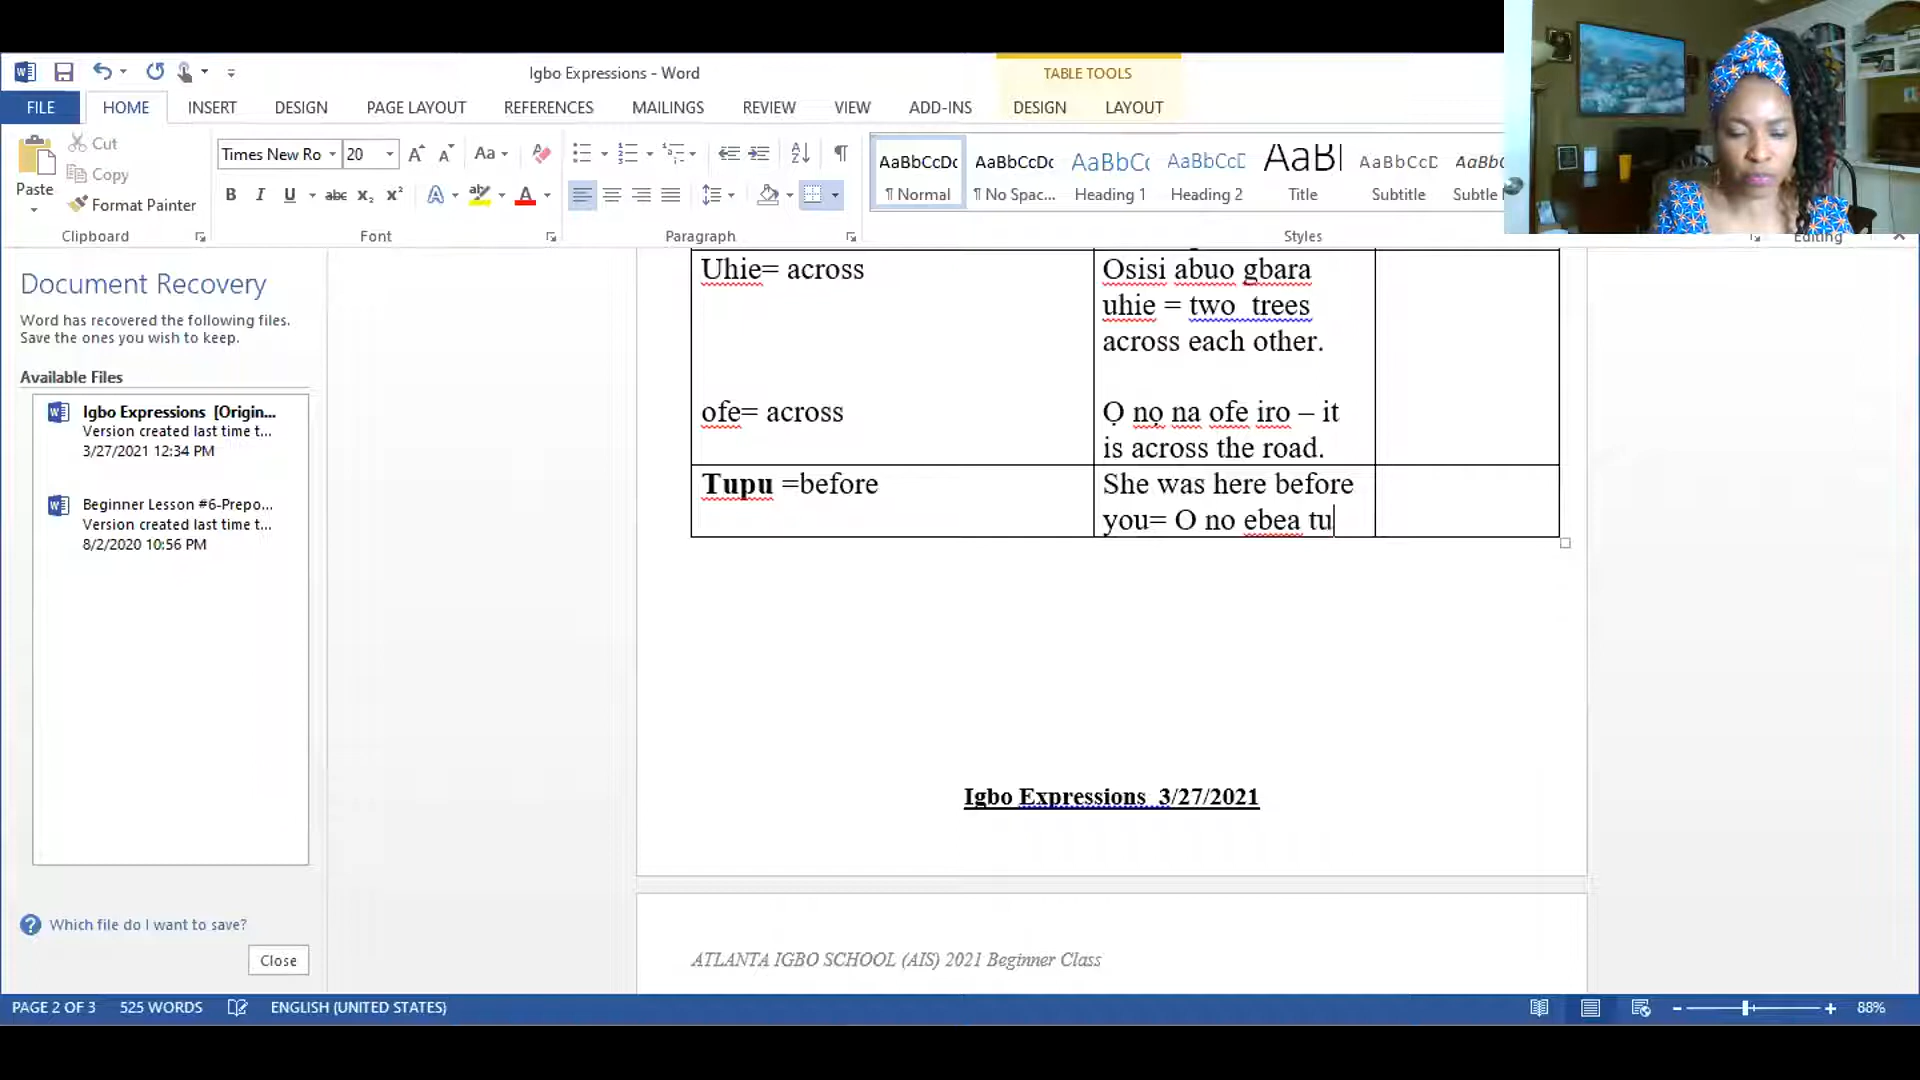 Igbo Expressions - Word
TABLE TOOLS
FILE HOME INSERT DESIGN PAGE LAYOUT REFERENCES MAILINGS REVIEW VIEW ADD-INS DESIGN LAYOUT
Paste
Cut
Copy
Format Painter
Clipboard
Times New Ro 20
Font
Paragraph
AaBbCcDc AaBbCcDc AaBbC AaBbCcD AaB AaBbCcD AaBb
¶ Normal ¶ No Spac... Heading 1 Heading 2 Title Subtitle Subtle
Styles
Editing
Document Recovery
Word has recovered the following files.
Save the ones you wish to keep.
Available Files
Igbo Expressions [Origin...
Version created last time t...
3/27/2021 12:34 PM
Beginner Lesson #6-Prepo...
Version created last time t...
8/2/2020 10:56 PM
Which file do I want to save?
Close
Uhie= across
Osisi abuo gbara
uhie = two trees
across each other.
ofe= across
Ọ nọ na ofe iro – it
is across the road.
Tupu =before
She was here before
you= O no ebea tu
Igbo Expressions 3/27/2021
ATLANTA IGBO SCHOOL (AIS) 2021 Beginner Class
PAGE 2 OF 3 525 WORDS ENGLISH (UNITED STATES) 88%